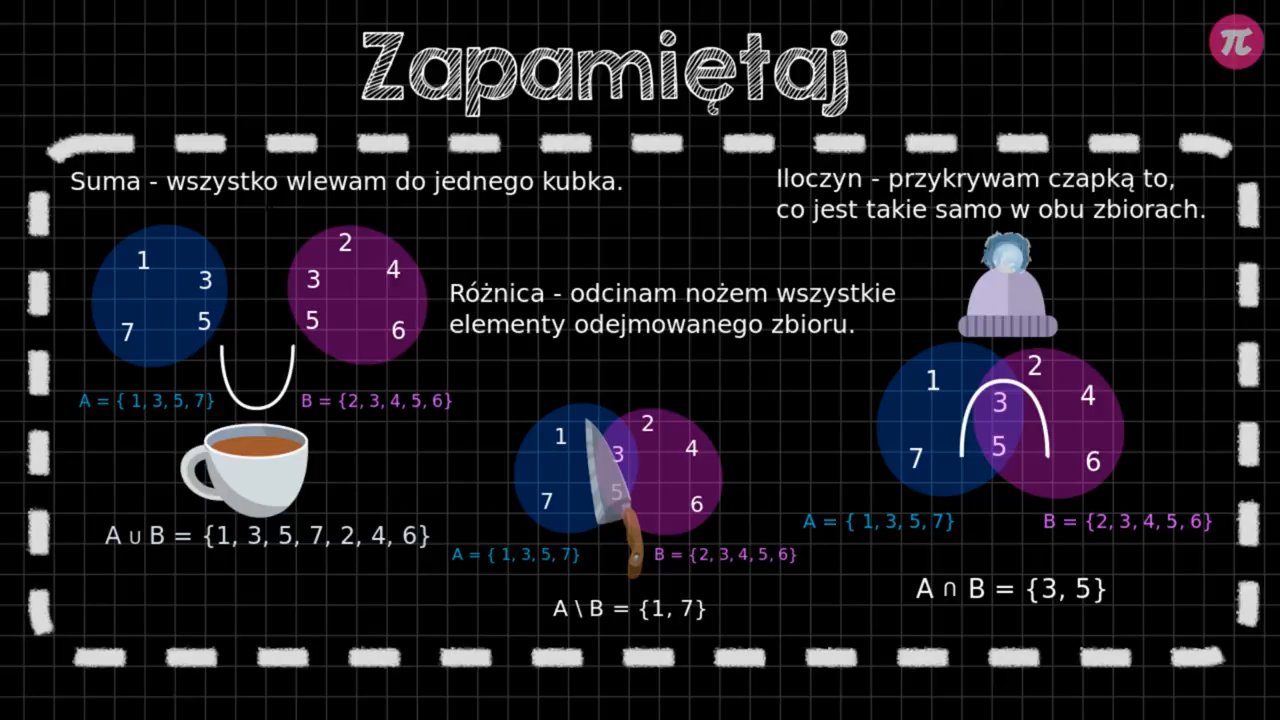 Zapamiętaj
π
Suma - wszystko wlewam do jednego kubka.
1
3
5
7
2
3
4
5
6
A = { 1, 3, 5, 7}
B = {2, 3, 4, 5, 6}
A ∪ B = {1, 3, 5, 7, 2, 4, 6}
Różnica - odcinam nożem wszystkie
elementy odejmowanego zbioru.
1
7
3
5
2
4
6
A = { 1, 3, 5, 7}
B = {2, 3, 4, 5, 6}
A \ B = {1, 7}
Iloczyn - przykrywam czapką to,
co jest takie samo w obu zbiorach.
1
7
3
5
2
4
6
A = { 1, 3, 5, 7}
B = {2, 3, 4, 5, 6}
A ∩ B = {3, 5}